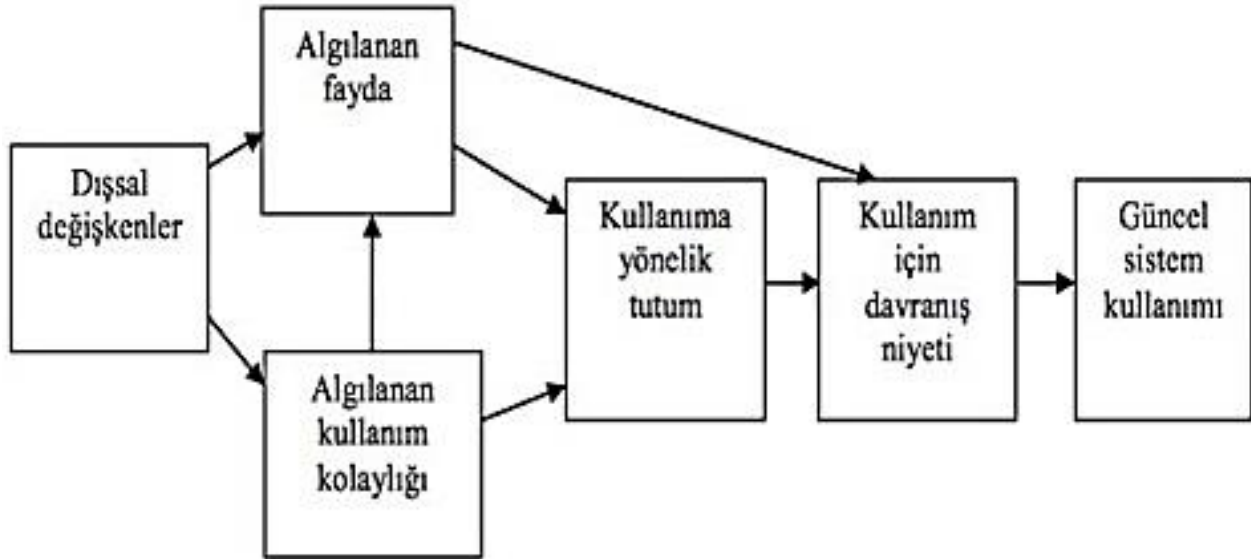 Algılanan
fayda
Dışsal
değişkenler
Algılanan
kullanım
kolaylığı
Kullanıma
yönelik
tutum
Kullanım
için
davranış
niyeti
Güncel
sistem
kullanımı